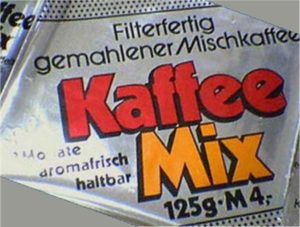 Filterfertig
gemahlener Mischkaffee
Kaffee
Mix
aromafrisch
haltbar
125g·M 4,-